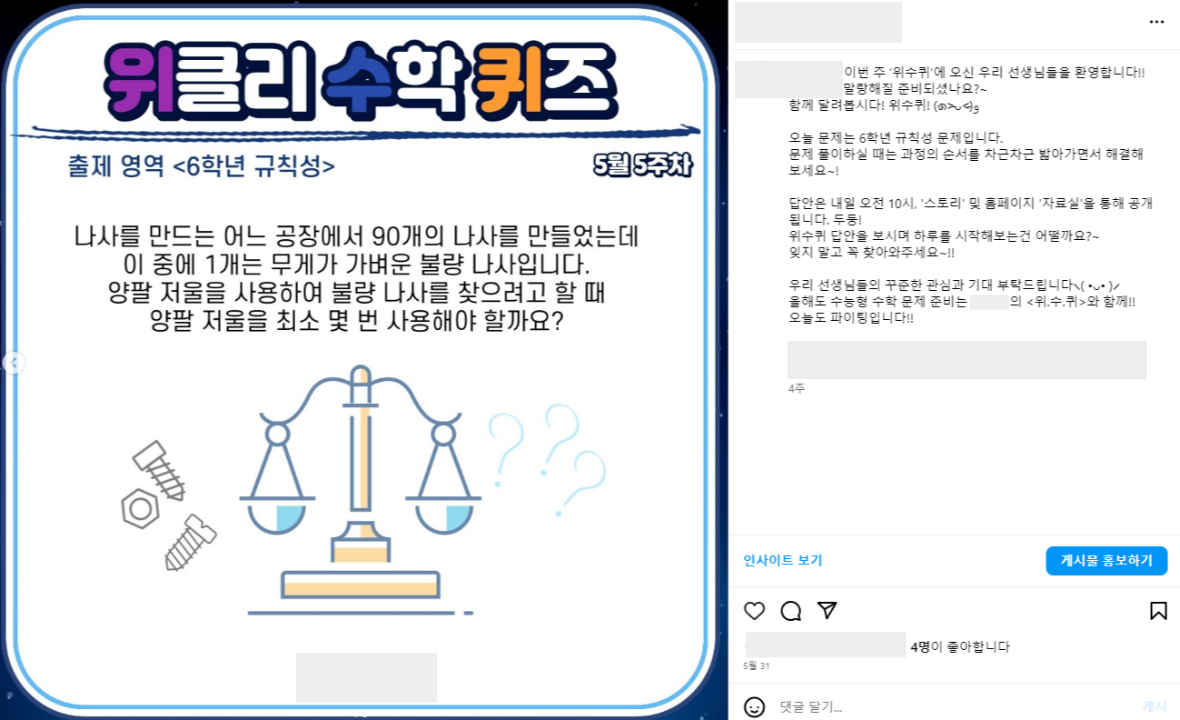 위클리 수학 퀴즈
출제 영역 <6학년 규칙성>
5월 5주차
나사를 만드는 어느 공장에서 90개의 나사를 만들었는데
이 중에 1개는 무게가 가벼운 불량 나사입니다.
양팔 저울을 사용하여 불량 나사를 찾으려고 할 때
양팔 저울을 최소 몇 번 사용해야 할까요?
이번 주 '위수퀴'에 오신 우리 선생님들을 환영합니다!!
말랑해질 준비되셨나요?~
함께 달려봅시다! 위수퀴! (๑˃̵ᴗ˂̵)و
오늘 문제는 6학년 규칙성 문제입니다.
문제 풀이하실 때는 과정의 순서를 차근차근 밟아가면서 해결해
보세요~!
답안은 내일 오전 10시, '스토리' 및 홈페이지 '자료실'을 통해 공개
됩니다. 두둥!
위수퀴 답안을 보시며 하루를 시작해보는건 어떨까요?~
잊지 말고 꼭 찾아와주세요~!!
우리 선생님들의 꾸준한 관심과 기대 부탁드립니다⸜( •ᴗ• )⸝
올해도 수능형 수학 문제 준비는 의 <위.수.퀴>와 함께!!
오늘도 파이팅입니다!!
4주
인사이트 보기
게시물 홍보하기
4명이 좋아합니다
5월 31
댓글 달기...
게시